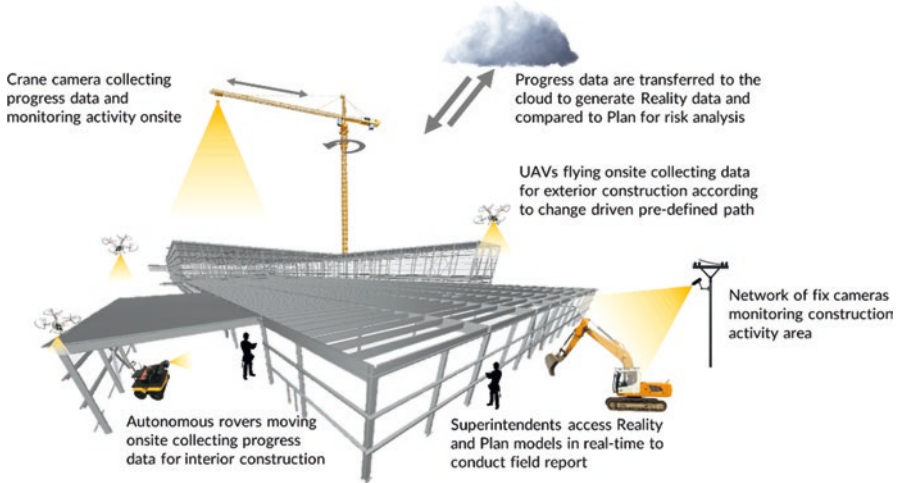 Crane camera collecting
progress data and
monitoring activity onsite
Progress data are transferred to the
cloud to generate Reality data and
compared to Plan for risk analysis
UAVs flying onsite collecting data
for exterior construction according
to change driven pre-defined path
Network of fix cameras
monitoring construction
activity area
Autonomous rovers moving
onsite collecting progress
data for interior construction
Superintendents access Reality
and Plan models in real-time to
conduct field report